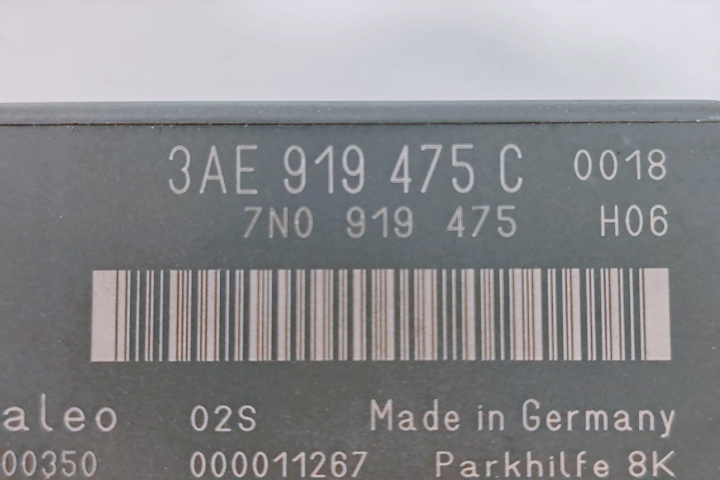 3AE 919 475 C 0018
7N0 919 475 H06
aleo 02S Made in Germany
00350 000011267 Parkhilfe 8K